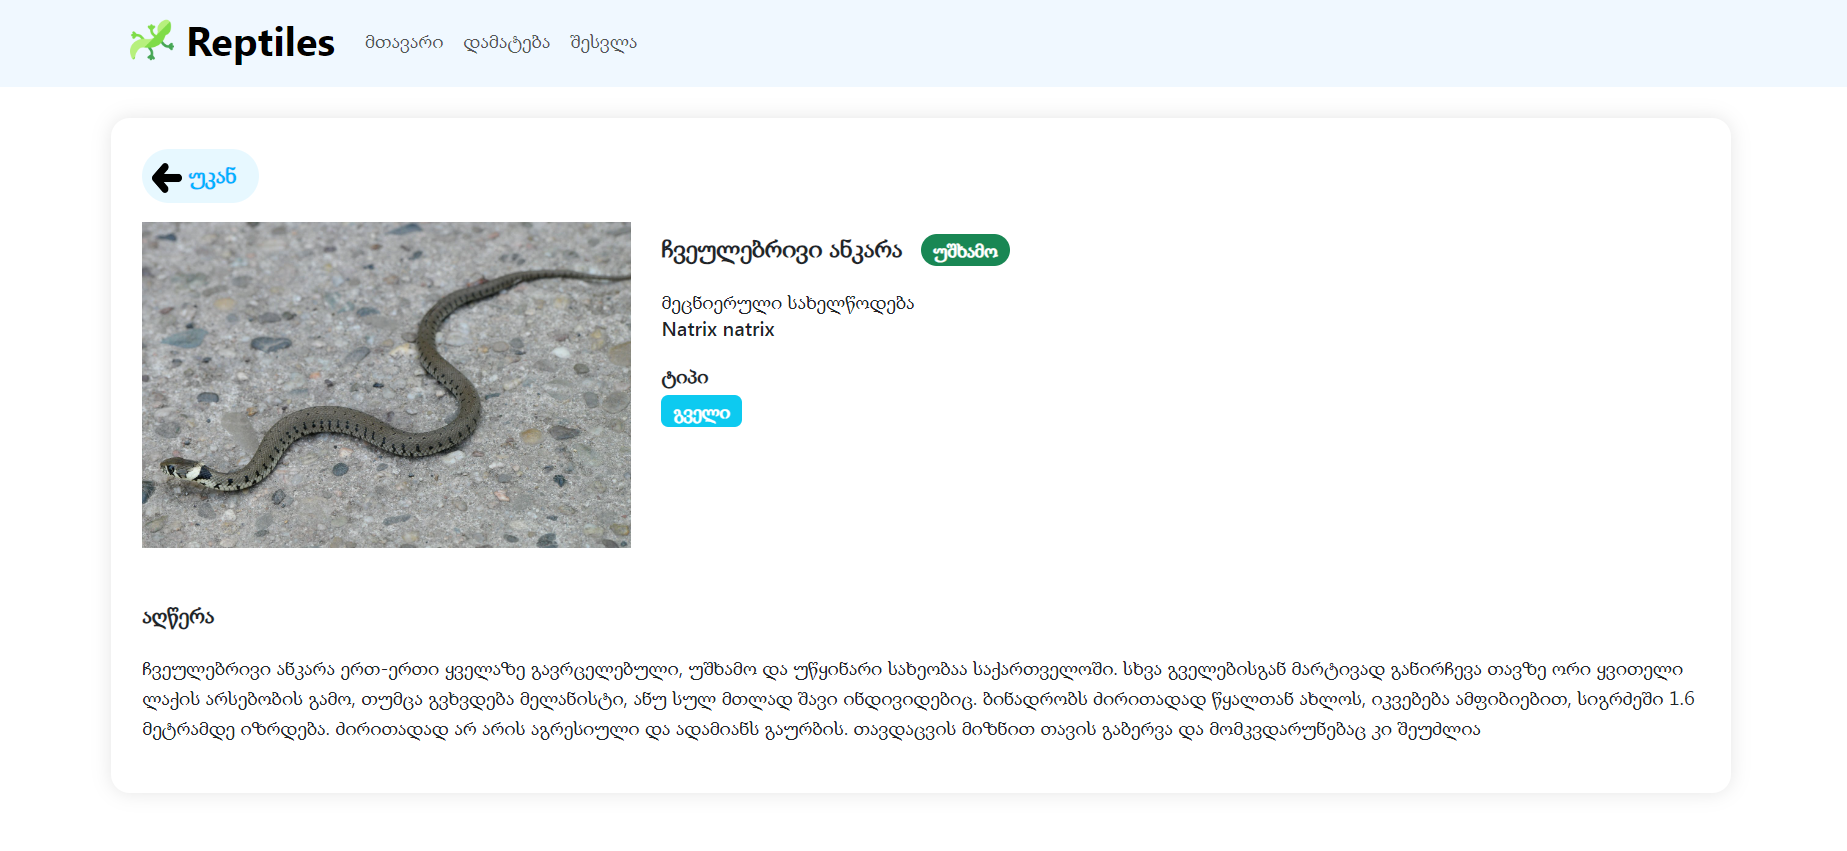 Reptiles
მთავარი
დამატება
შესვლა
უკან
ჩვეულებრივი ანკარა
უშხამო
მეცნიერული სახელწოდება
Natrix natrix
ტიპი
გველი
აღწერა
ჩვეულებრივი ანკარა ერთ-ერთი ყველაზე გავრცელებული, უშხამო და უწყინარი სახეობაა საქართველოში. სხვა გველებისგან მარტივად განირჩევა თავზე ორი ყვითელი
ლაქის არსებობის გამო, თუმცა გვხვდება მელანისტი, ანუ სულ მთლად შავი ინდივიდებიც. ბინადრობს ძირითადად წყალთან ახლოს, იკვებება ამფიბიებით, სიგრძეში 1.6
მეტრამდე იზრდება. ძირითადად არ არის აგრესიული და ადამიანს გაურბის. თავდაცვის მიზნით თავის გაბერვა და მომკვდარუნებაც კი შეუძლია